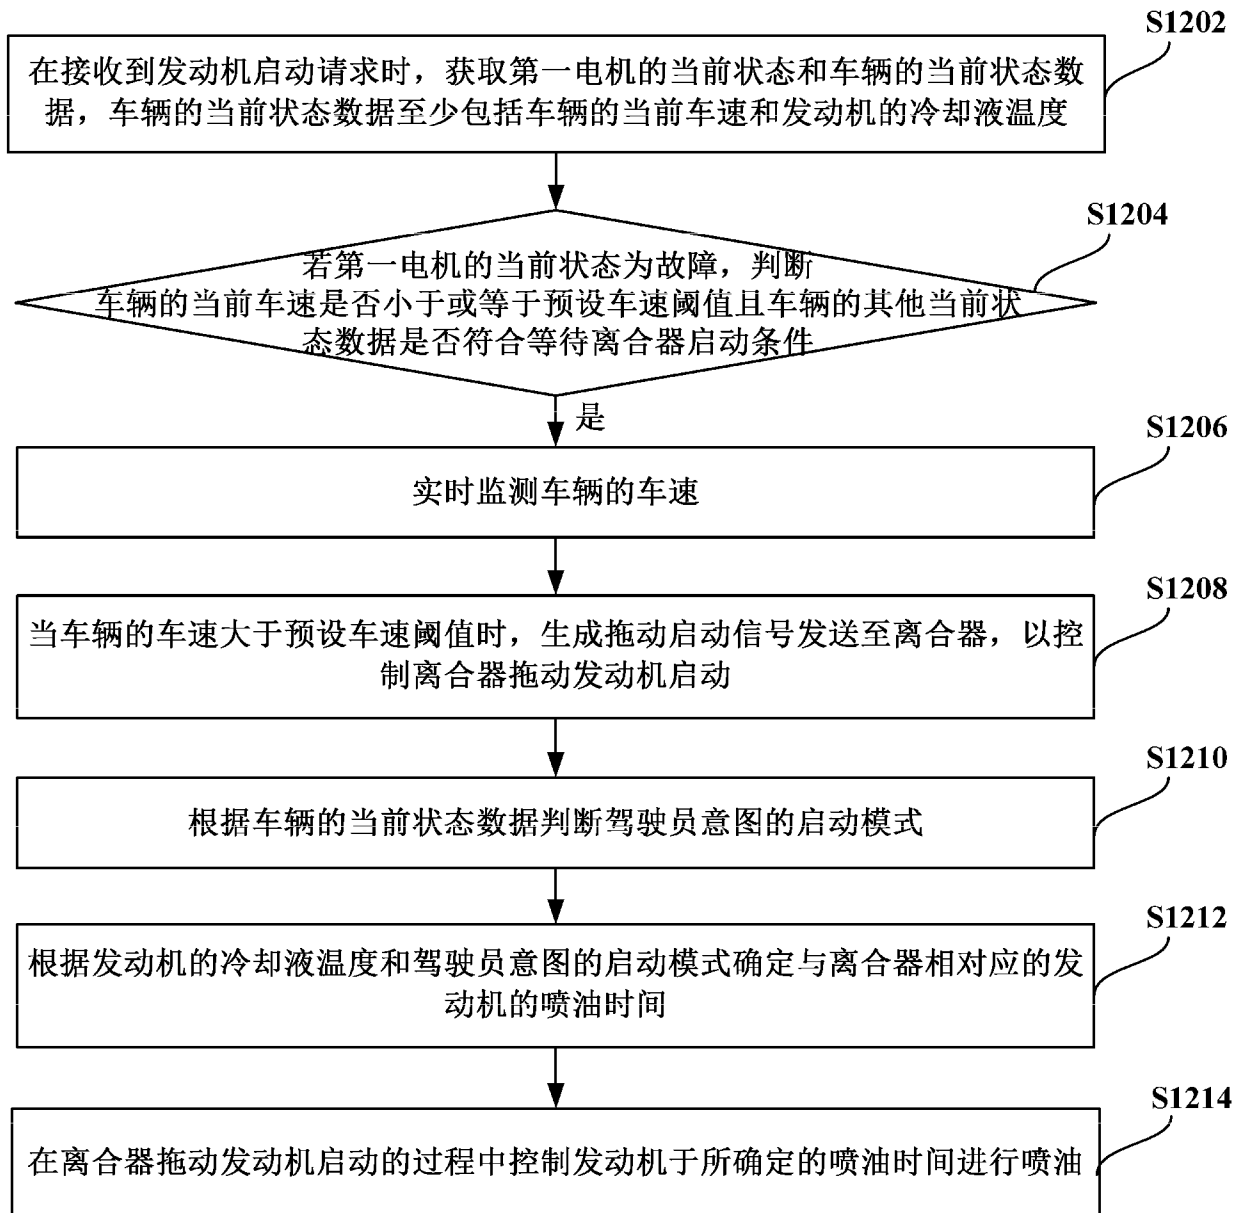 S1202
在接收到发动机启动请求时，获取第一电机的当前状态和车辆的当前状态数
据，车辆的当前状态数据至少包括车辆的当前车速和发动机的冷却液温度
S1204
若第一电机的当前状态为故障，判断
车辆的当前车速是否小于或等于预设车速阈值且车辆的其他当前状
态数据是否符合等待离合器启动条件
是
S1206
实时监测车辆的车速
S1208
当车辆的车速大于预设车速阈值时，生成拖动启动信号发送至离合器，以控
制离合器拖动发动机启动
S1210
根据车辆的当前状态数据判断驾驶员意图的启动模式
S1212
根据发动机的冷却液温度和驾驶员意图的启动模式确定与离合器相对应的发
动机的喷油时间
S1214
在离合器拖动发动机启动的过程中控制发动机于所确定的喷油时间进行喷油